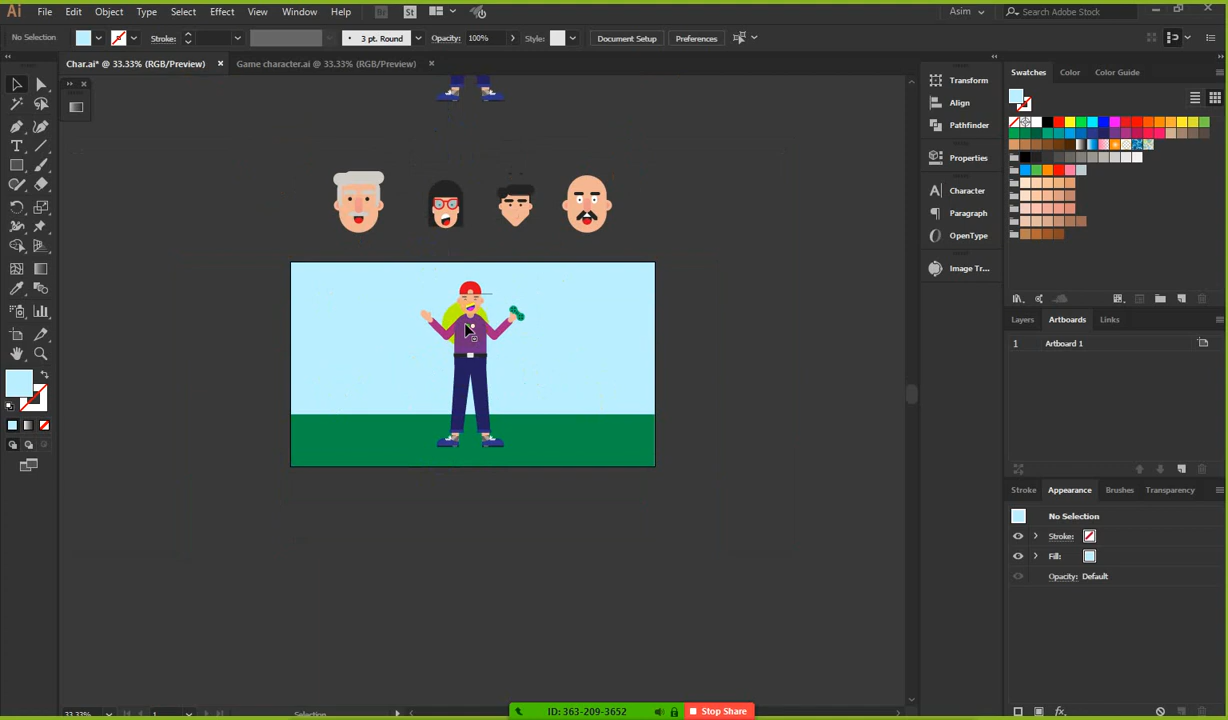 Ai File Edit Object Type Select Effect View Window Help Br St Asim Search Adobe Stock
No Selection Stroke: 3 pt. Round Opacity: 100% Style: Document Setup Preferences
Char.ai* @ 33.33% (RGB/Preview) × Game character.ai @ 33.33% (RGB/Preview) ×
Transform
Align
Pathfinder
Properties
Character
Paragraph
OpenType
Image Tr...
Swatches Color Color Guide
Layers Artboards Links
1 Artboard 1
Stroke Appearance Brushes Transparency
No Selection
Stroke:
Fill:
Opacity: Default
33.33% 1 Selection
ID: 363-209-3652 Stop Share